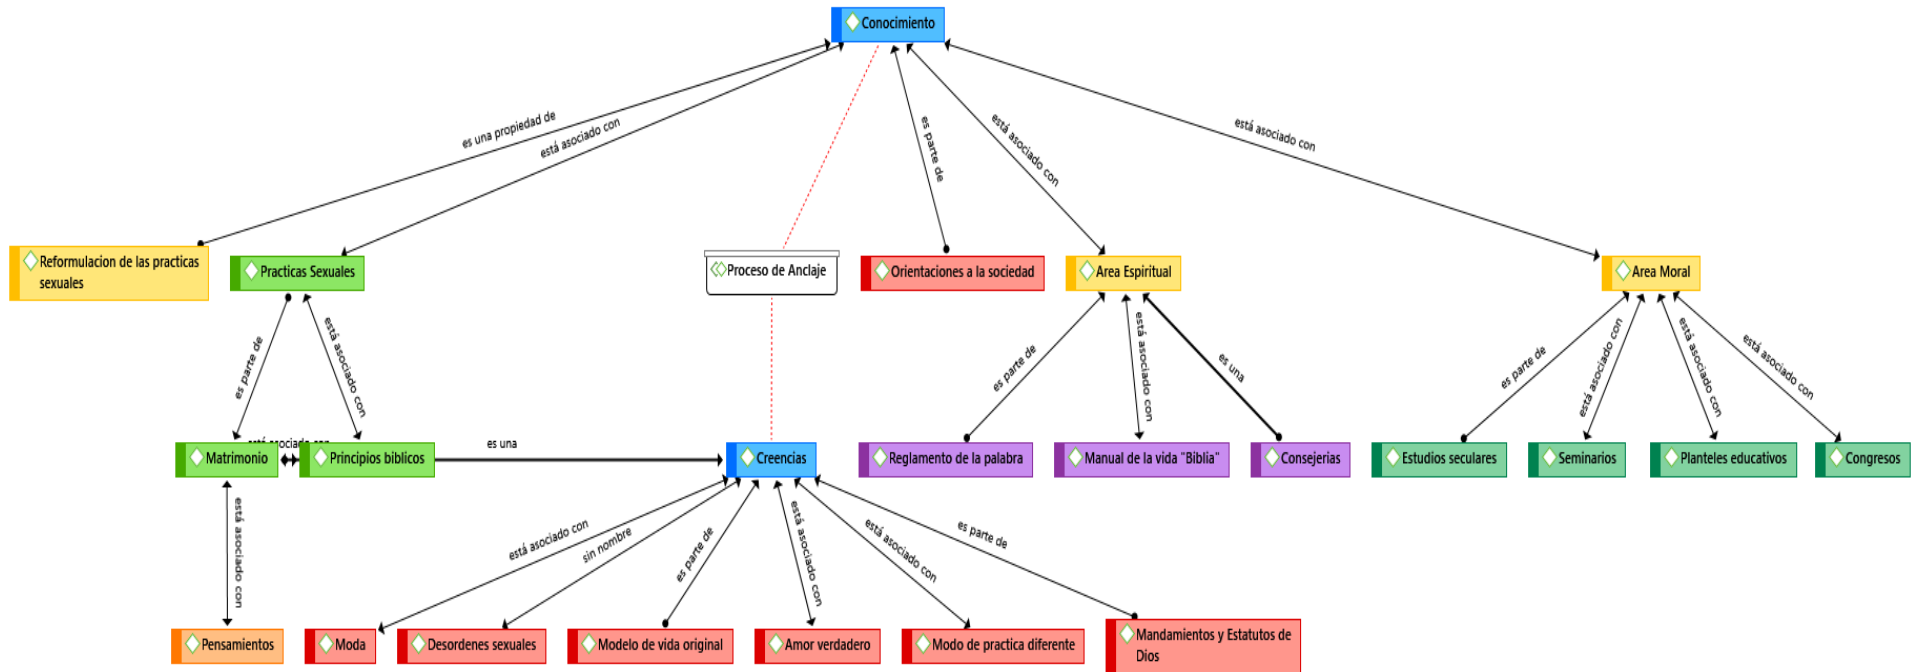 Conocimiento
es una propiedad de
está asociado con
es parte de
está asociado con
está asociado con
Reformulacion de las practicas
sexuales
Practicas Sexuales
Proceso de Anclaje
Orientaciones a la sociedad
Area Espiritual
Area Moral
es parte de
está asociado con
es parte de
está asociado con
es una
es parte de
está asociado con
está asociado con
está asociado con
está asociado con
es una
Matrimonio
Principios biblicos
Creencias
Reglamento de la palabra
Manual de la vida "Biblia"
Consejerias
Estudios seculares
Seminarios
Planteles educativos
Congresos
está asociado con
está asociado con
sin nombre
es parte de
está asociado con
está asociado con
es parte de
Pensamientos
Moda
Desordenes sexuales
Modelo de vida original
Amor verdadero
Modo de practica diferente
Mandamientos y Estatutos de
Dios